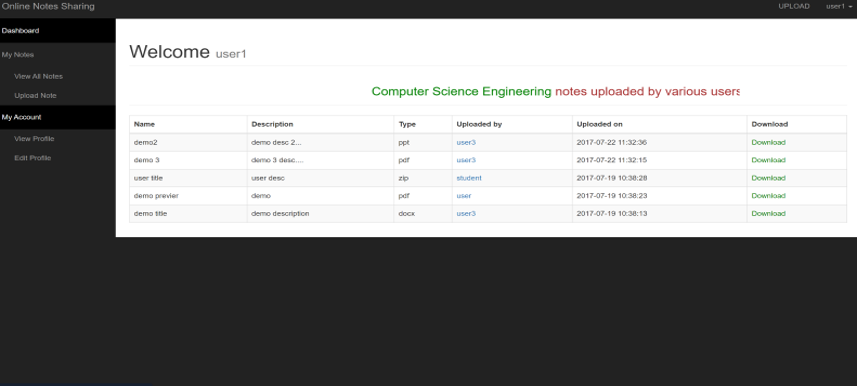 Online Notes Sharing UPLOAD user1
Dashboard
My Notes
View All Notes
Upload Note
My Account
View Profile
Edit Profile
Welcome user1
Computer Science Engineering notes uploaded by various users
Name Description Type Uploaded by Uploaded on Download
demo2 demo desc 2... ppt user3 2017-07-22 11:32:36 Download
demo 3 demo 3 desc.... pdf user3 2017-07-22 11:32:15 Download
user title user desc zip student 2017-07-19 10:38:28 Download
demo previer demo pdf user 2017-07-19 10:38:23 Download
demo title demo description docx user3 2017-07-19 10:38:13 Download